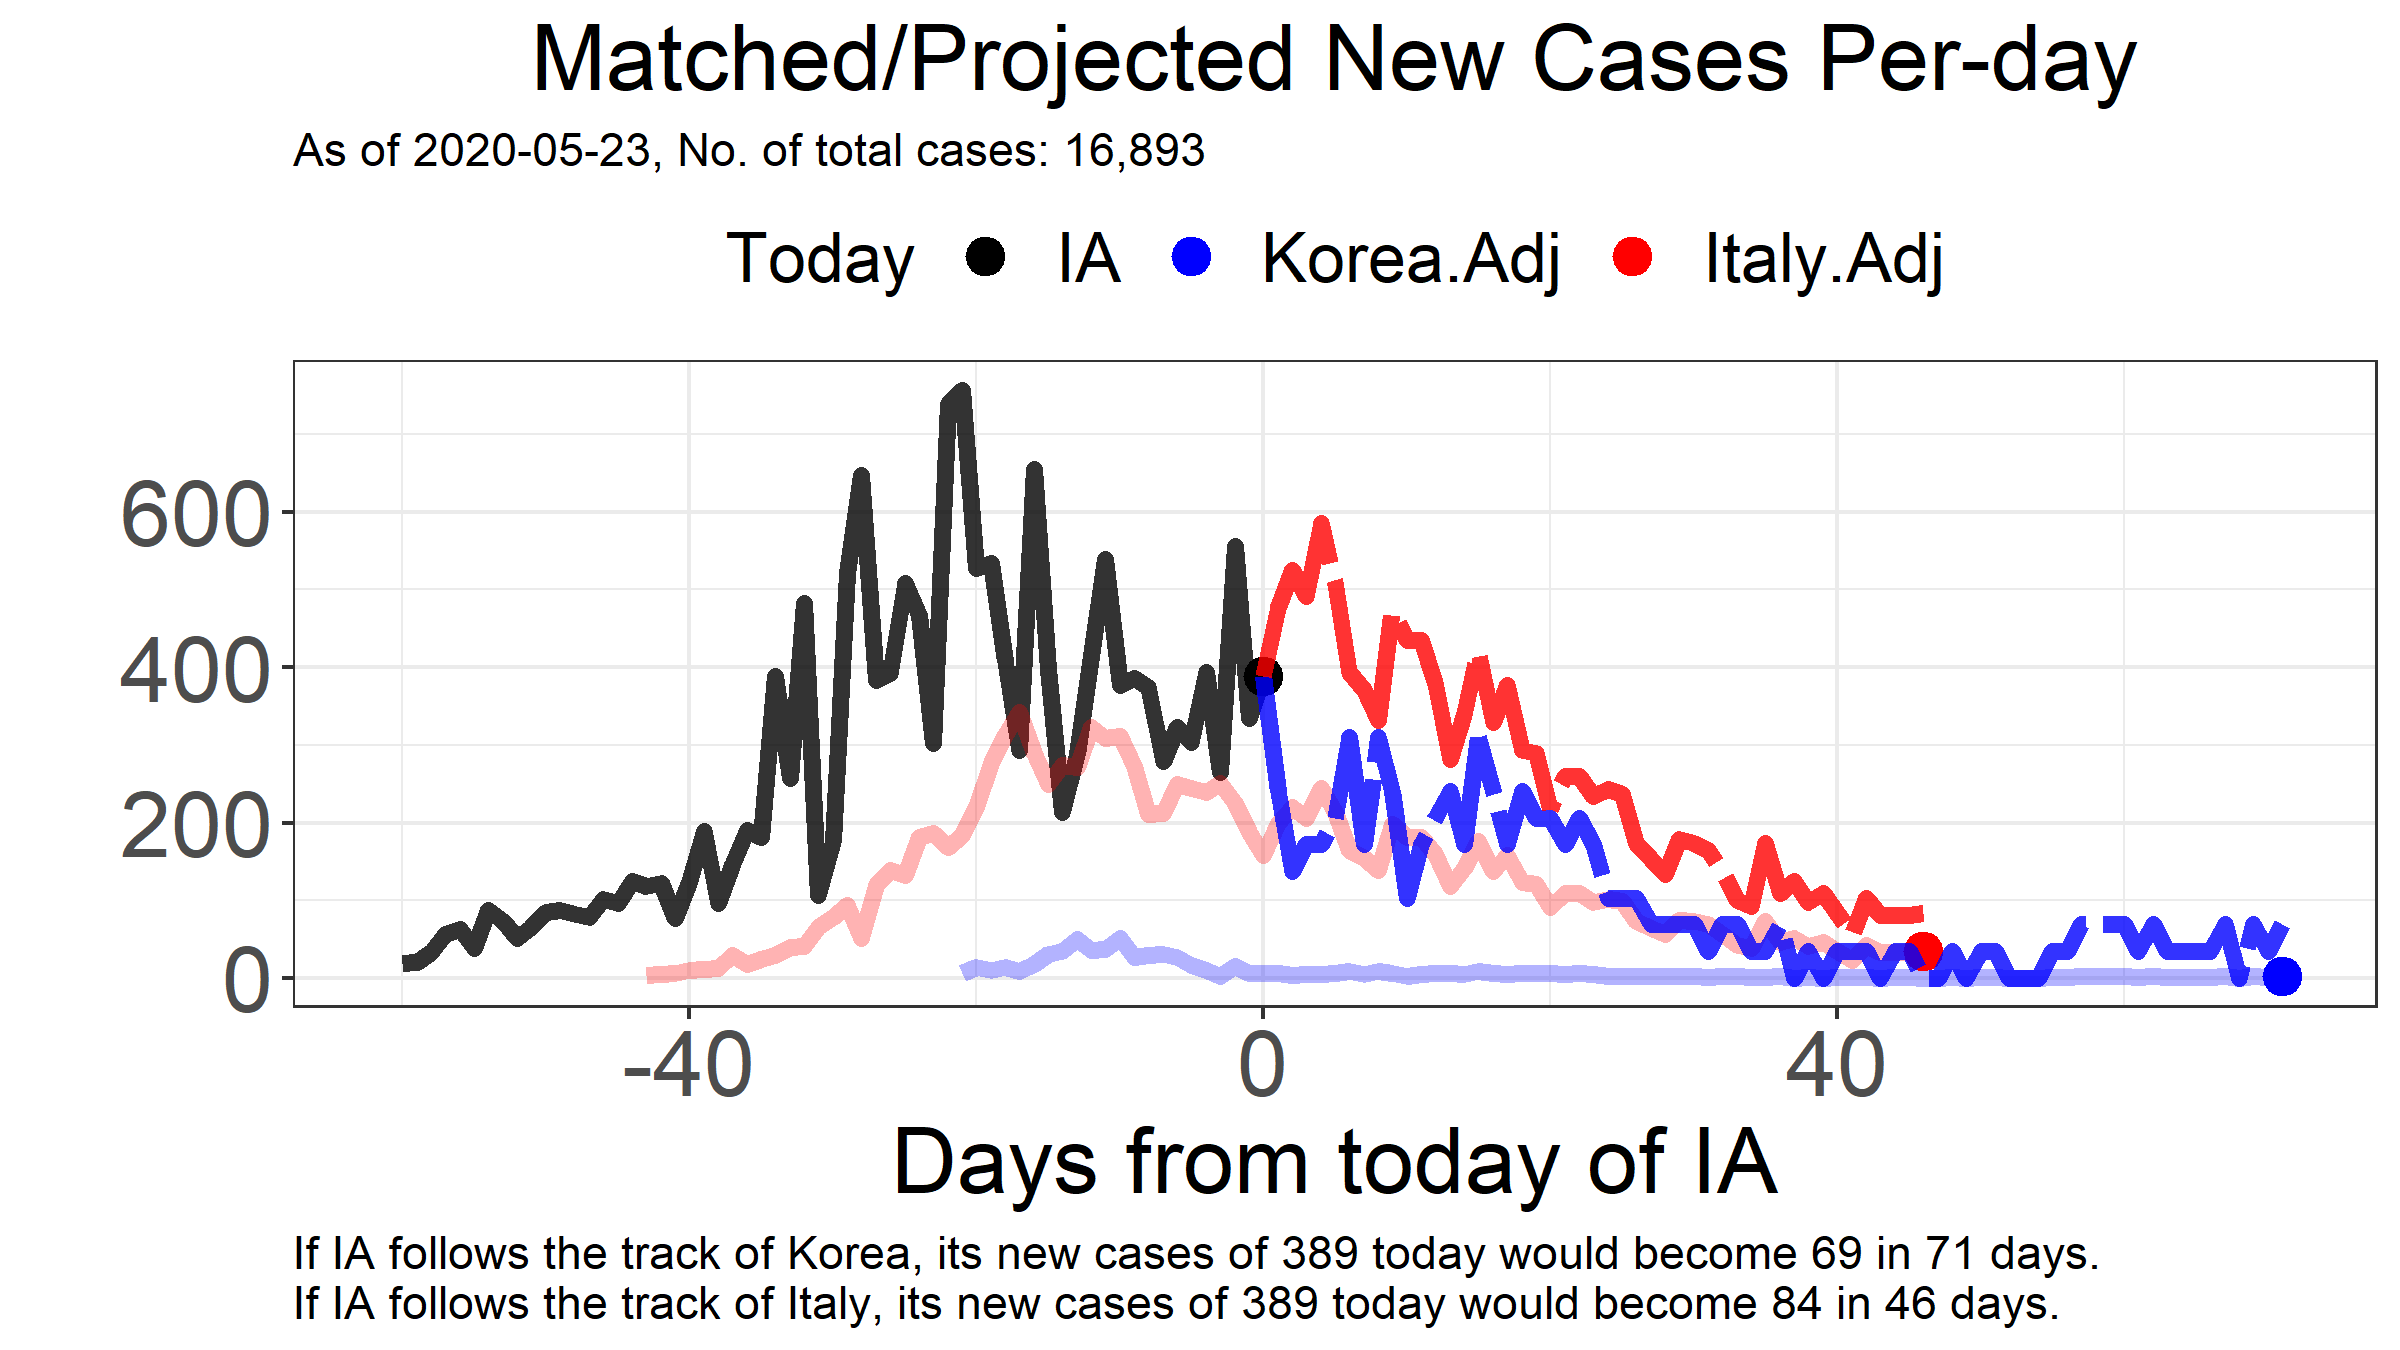 Matched/Projected New Cases Per-day
As of 2020-05-23, No. of total cases: 16,893
Today IA Korea.Adj Italy.Adj
600
400
200
0
-40 0 40
Days from today of IA
If IA follows the track of Korea, its new cases of 389 today would become 69 in 71 days.
If IA follows the track of Italy, its new cases of 389 today would become 84 in 46 days.